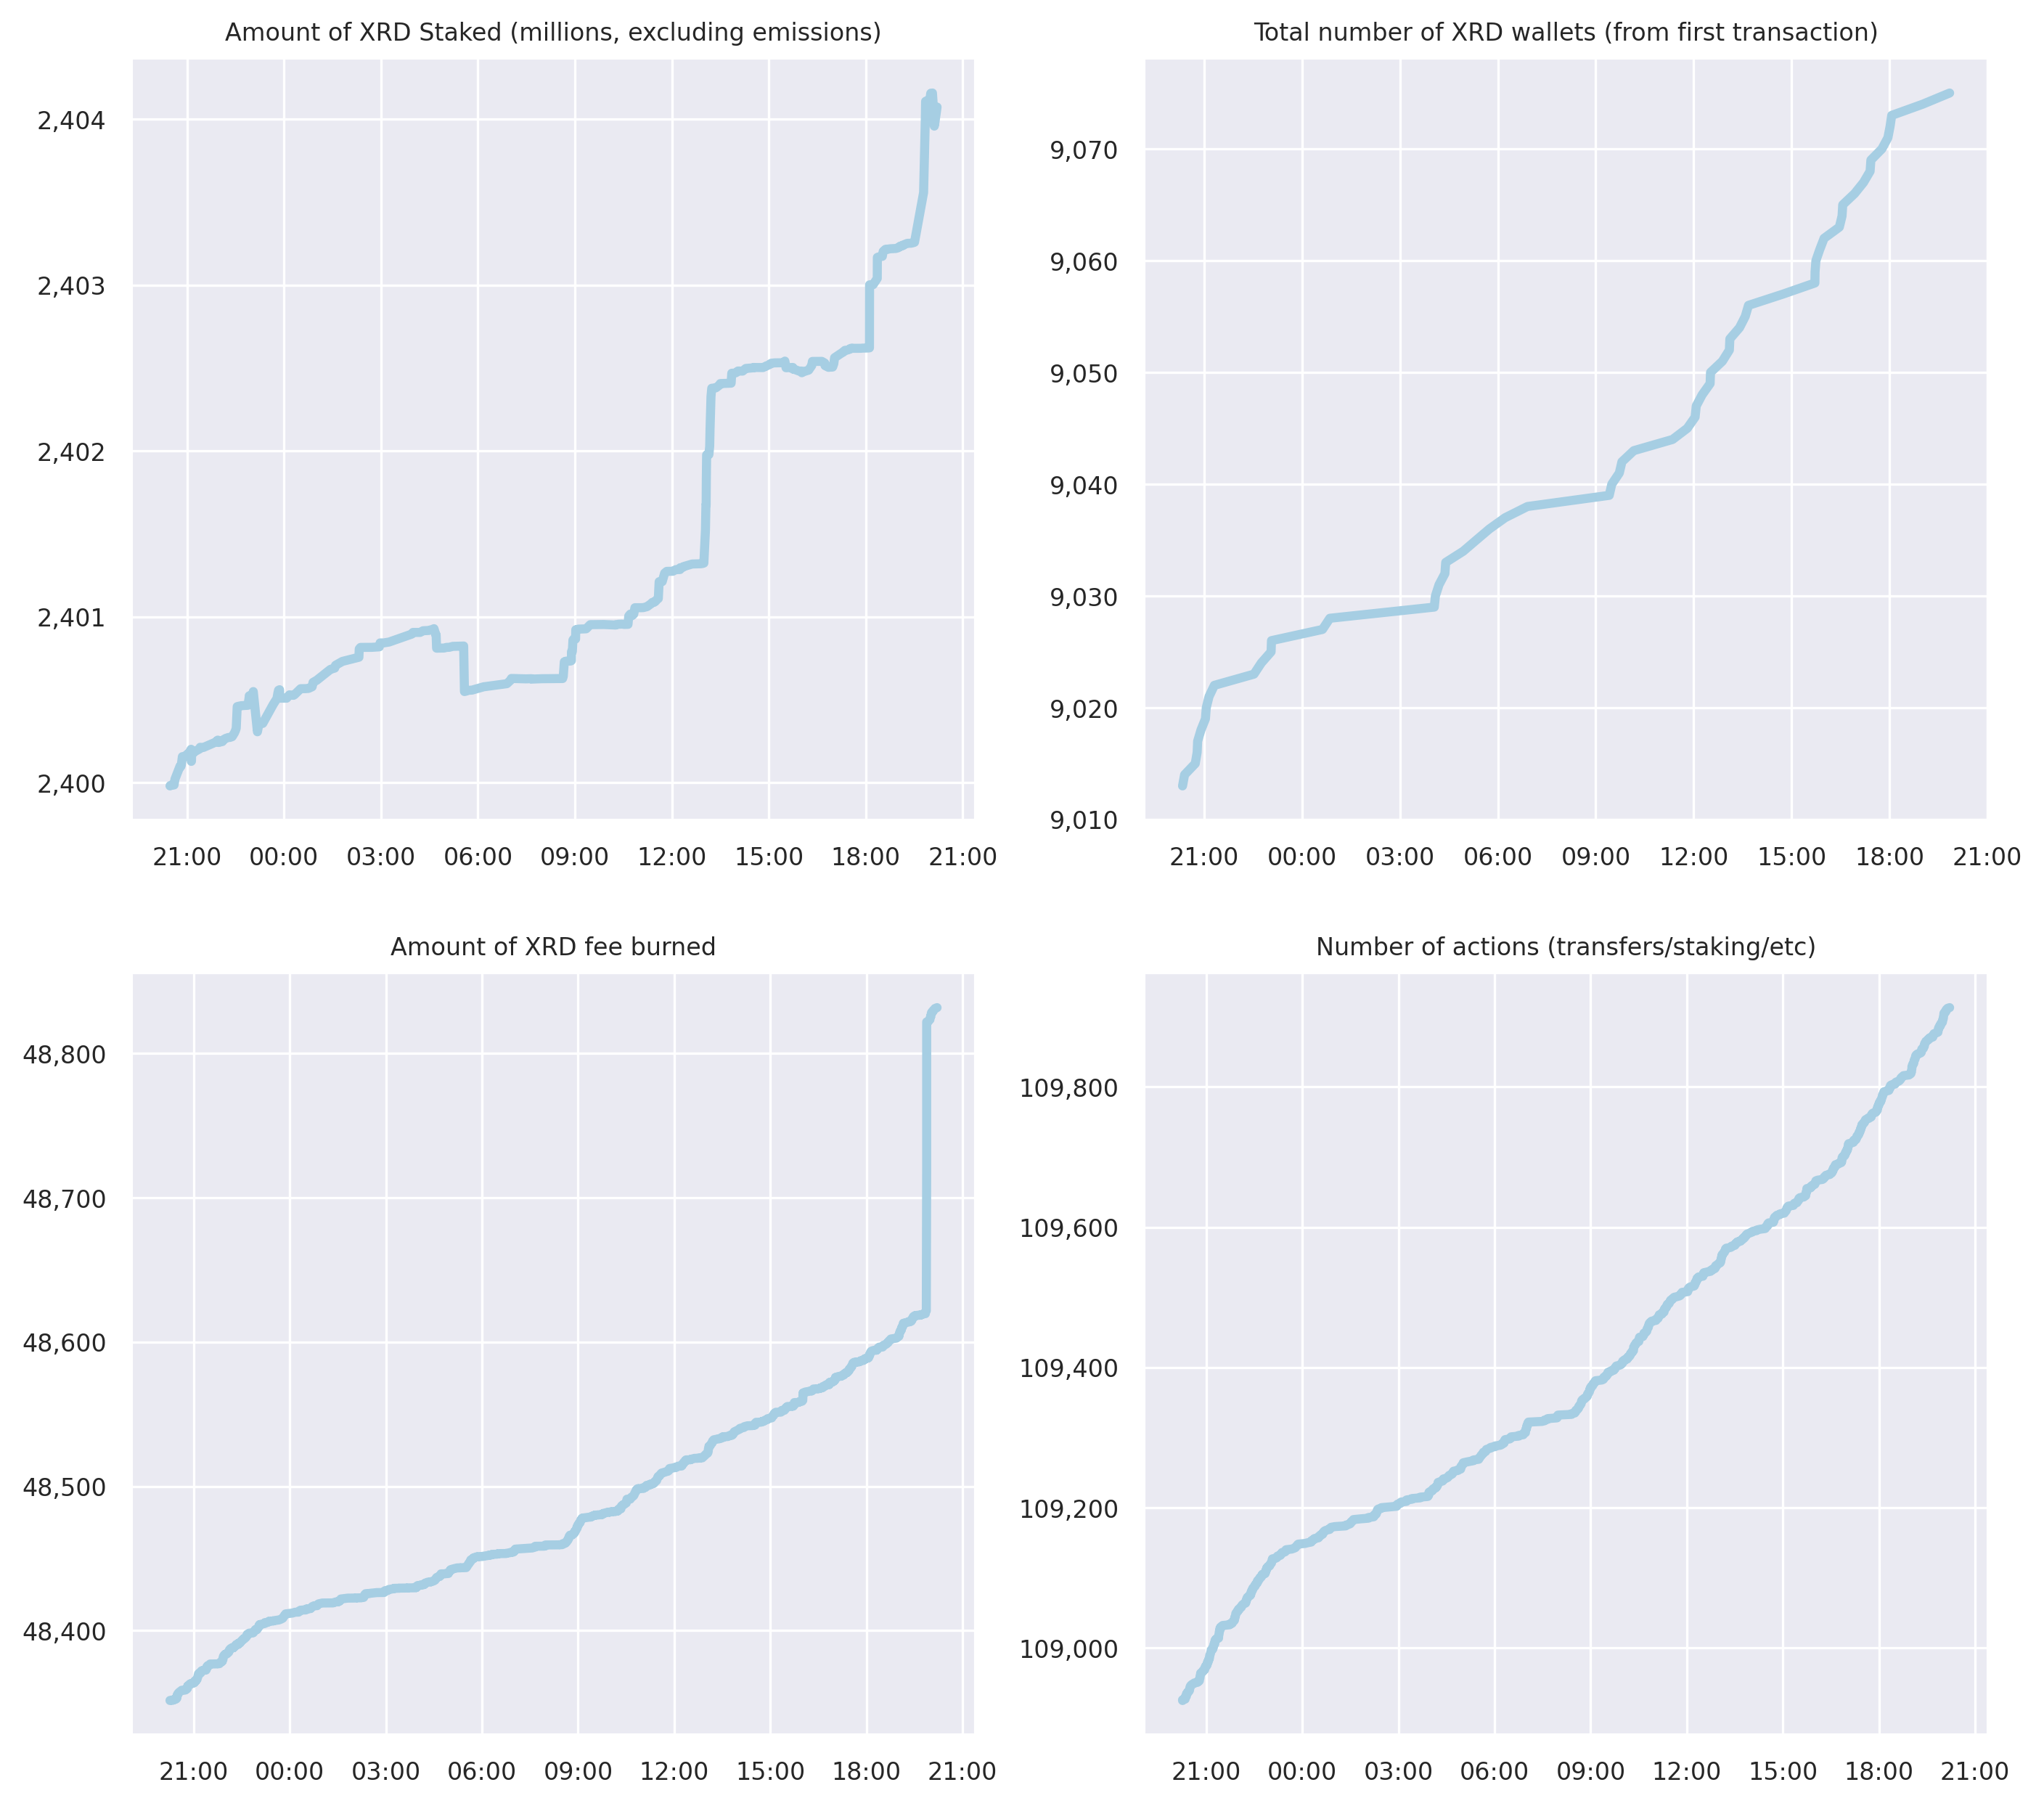 Amount of XRD Staked (millions, excluding emissions)
2,404
2,403
2,402
2,401
2,400
21:00 00:00 03:00 06:00 09:00 12:00 15:00 18:00 21:00
Total number of XRD wallets (from first transaction)
9,070
9,060
9,050
9,040
9,030
9,020
9,010
21:00 00:00 03:00 06:00 09:00 12:00 15:00 18:00 21:00
Amount of XRD fee burned
48,800
48,700
48,600
48,500
48,400
21:00 00:00 03:00 06:00 09:00 12:00 15:00 18:00 21:00
Number of actions (transfers/staking/etc)
109,800
109,600
109,400
109,200
109,000
21:00 00:00 03:00 06:00 09:00 12:00 15:00 18:00 21:00